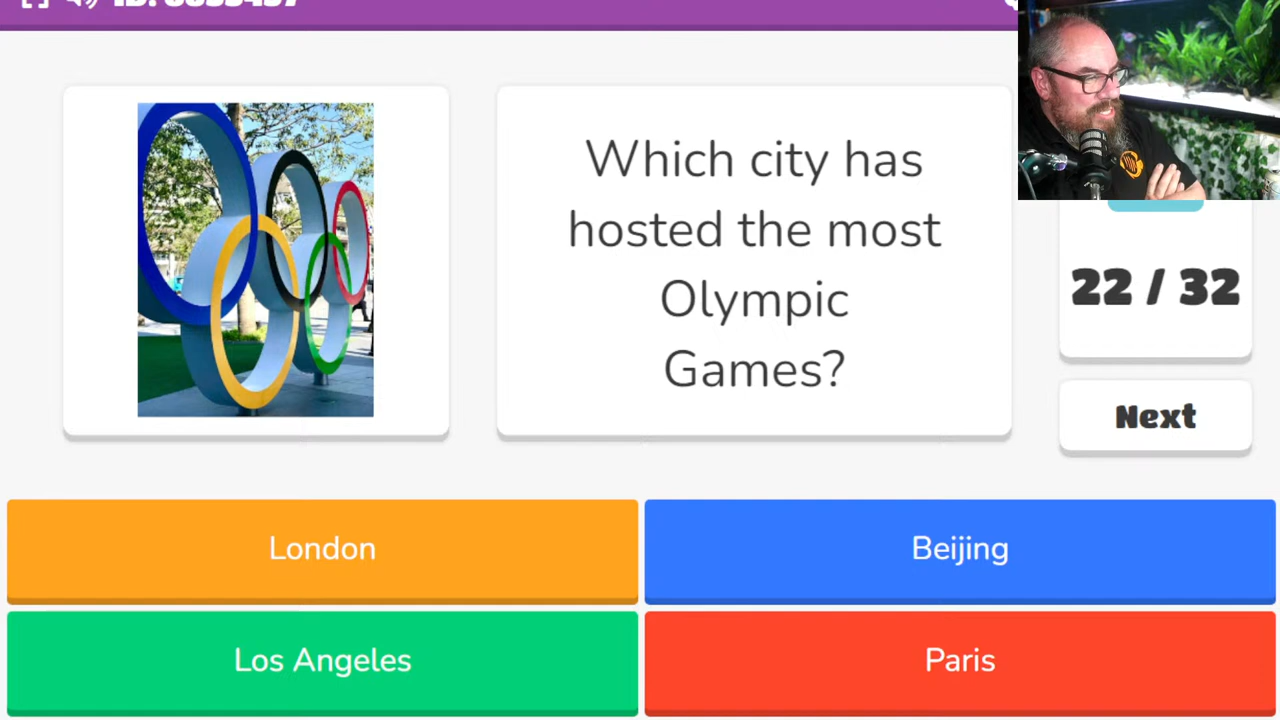 Which city has
hosted the most
Olympic
Games?
22 / 32
Next
London
Beijing
Los Angeles
Paris